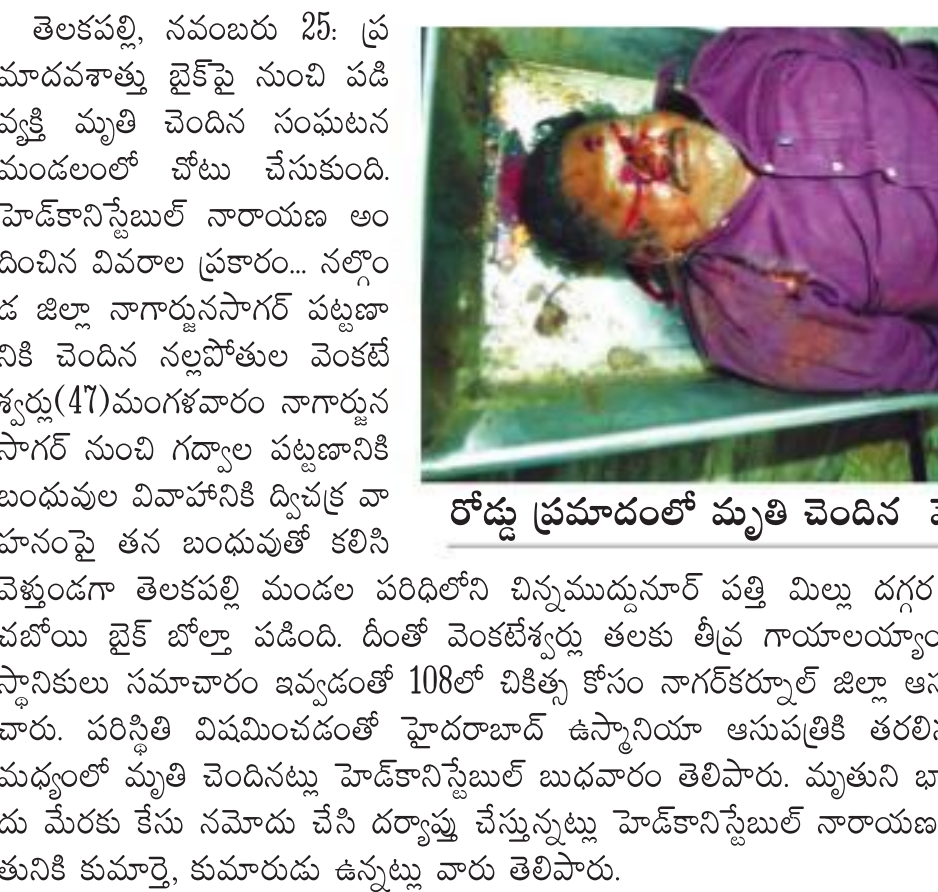 తెలకపల్లి, నవంబరు 25: ప్ర
మాదవశాత్తు బైక్‌పై నుంచి పడి
వ్యక్తి మృతి చెందిన సంఘటన
మండలంలో చోటు చేసుకుంది.
హెడ్‌కానిస్టేబుల్ నారాయణ అం
దించిన వివరాల ప్రకారం... నల్గొం
డ జిల్లా నాగార్జునసాగర్ పట్టణా
నికి చెందిన నల్లపోతుల వెంకటే
శ్వర్లు(47)మంగళవారం నాగార్జున
సాగర్ నుంచి గద్వాల పట్టణానికి
బంధువుల వివాహానికి ద్విచక్ర వా
హనంపై తన బంధువుతో కలిసి
రోడ్డు ప్రమాదంలో మృతి చెందిన
వెళ్తుండగా తెలకపల్లి మండల పరిధిలోని చిన్నముద్దునూర్ పత్తి మిల్లు దగ్గర
చబోయి బైక్ బోల్తా పడింది. దీంతో వెంకటేశ్వర్లు తలకు తీవ్ర
స్థానికులు సమాచారం ఇవ్వడంతో 108లో చికిత్స కోసం నాగర్‌కర్నూల్ జిల్లా
చారు. పరిస్థితి విషమించడంతో హైదరాబాద్ ఉస్మానియా ఆసుపత్రికి
మధ్యంలో మృతి చెందినట్లు హెడ్‌కానిస్టేబుల్ బుధవారం తెలిపారు. మృతుని
దు మేరకు కేసు నమోదు చేసి దర్యాప్తు చేస్తున్నట్లు హెడ్‌కానిస్టేబుల్ నారాయణ
తునికి కుమార్తె, కుమారుడు ఉన్నట్లు వారు తెలిపారు.